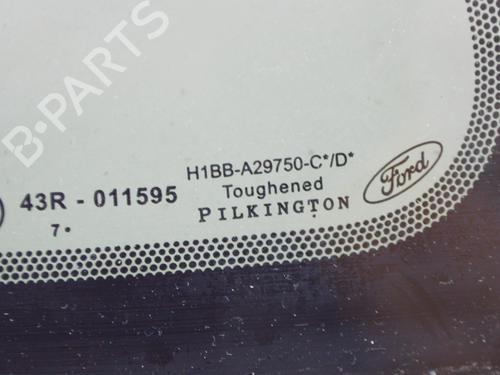 B-PARTS
H1BB-A29750-C*/D*
Ford
43R - 011595
Toughened
PILKINGTON
7•